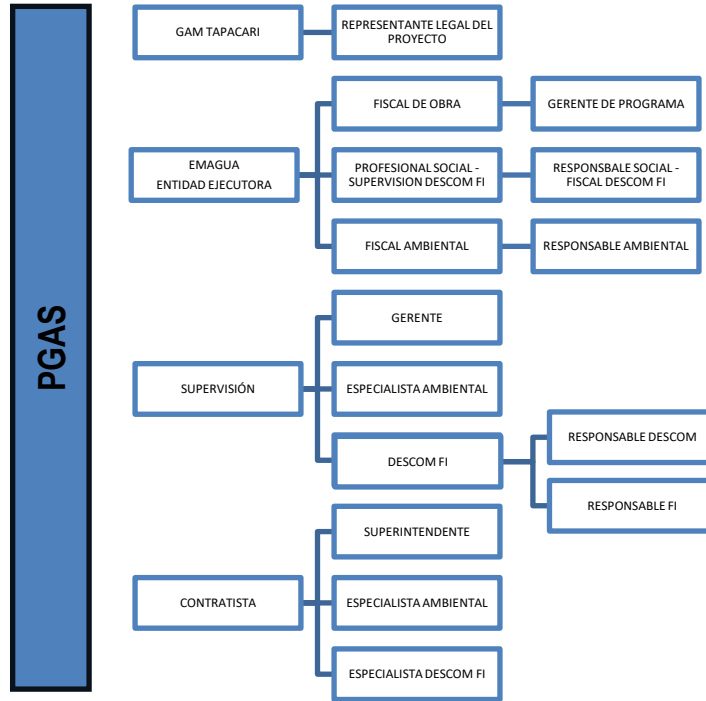 PGAS
GAM TAPACARI
REPRESENTANTE LEGAL DEL
PROYECTO
EMAGUA
ENTIDAD EJECUTORA
FISCAL DE OBRA
GERENTE DE PROGRAMA
PROFESIONAL SOCIAL -
SUPERVISION DESCOM FI
RESPONSBALE SOCIAL -
FISCAL DESCOM FI
FISCAL AMBIENTAL
RESPONSABLE AMBIENTAL
SUPERVISIÓN
GERENTE
ESPECIALISTA AMBIENTAL
DESCOM FI
RESPONSABLE DESCOM
RESPONSABLE FI
CONTRATISTA
SUPERINTENDENTE
ESPECIALISTA AMBIENTAL
ESPECIALISTA DESCOM FI